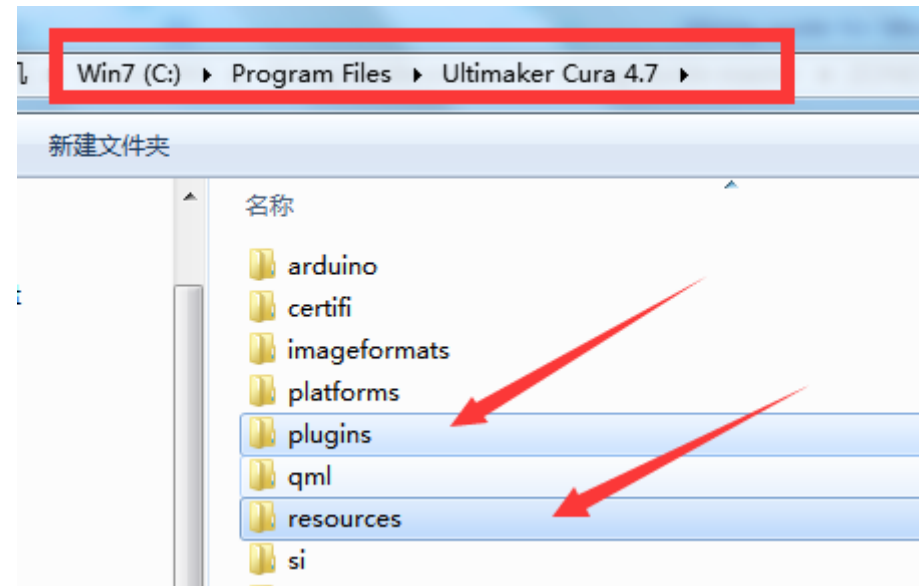 Win7 (C:) ▸ Program Files ▸ Ultimaker Cura 4.7 ▸
新建文件夹
名称
arduino
certifi
imageformats
platforms
plugins
qml
resources
si